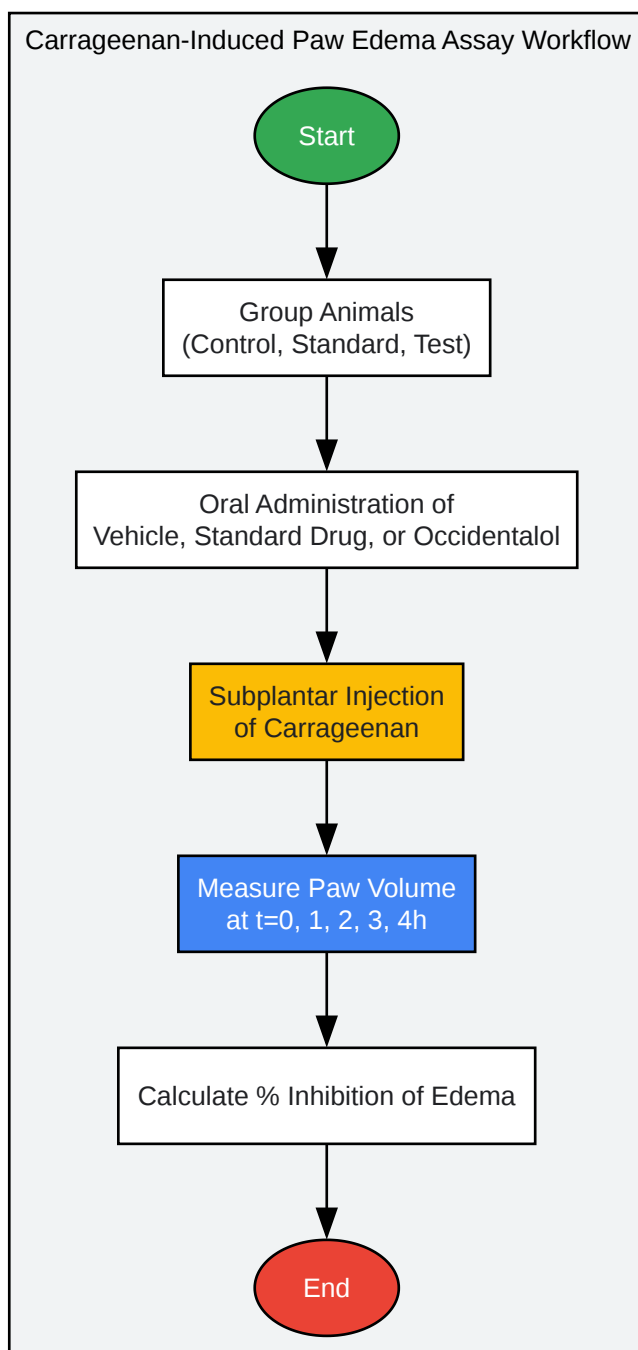 Carrageenan-Induced Paw Edema Assay Workflow
Start
Group Animals
(Control, Standard, Test)
Oral Administration of
Vehicle, Standard Drug, or Occidentalol
Subplantar Injection
of Carrageenan
Measure Paw Volume
at t=0, 1, 2, 3, 4h
Calculate % Inhibition of Edema
End